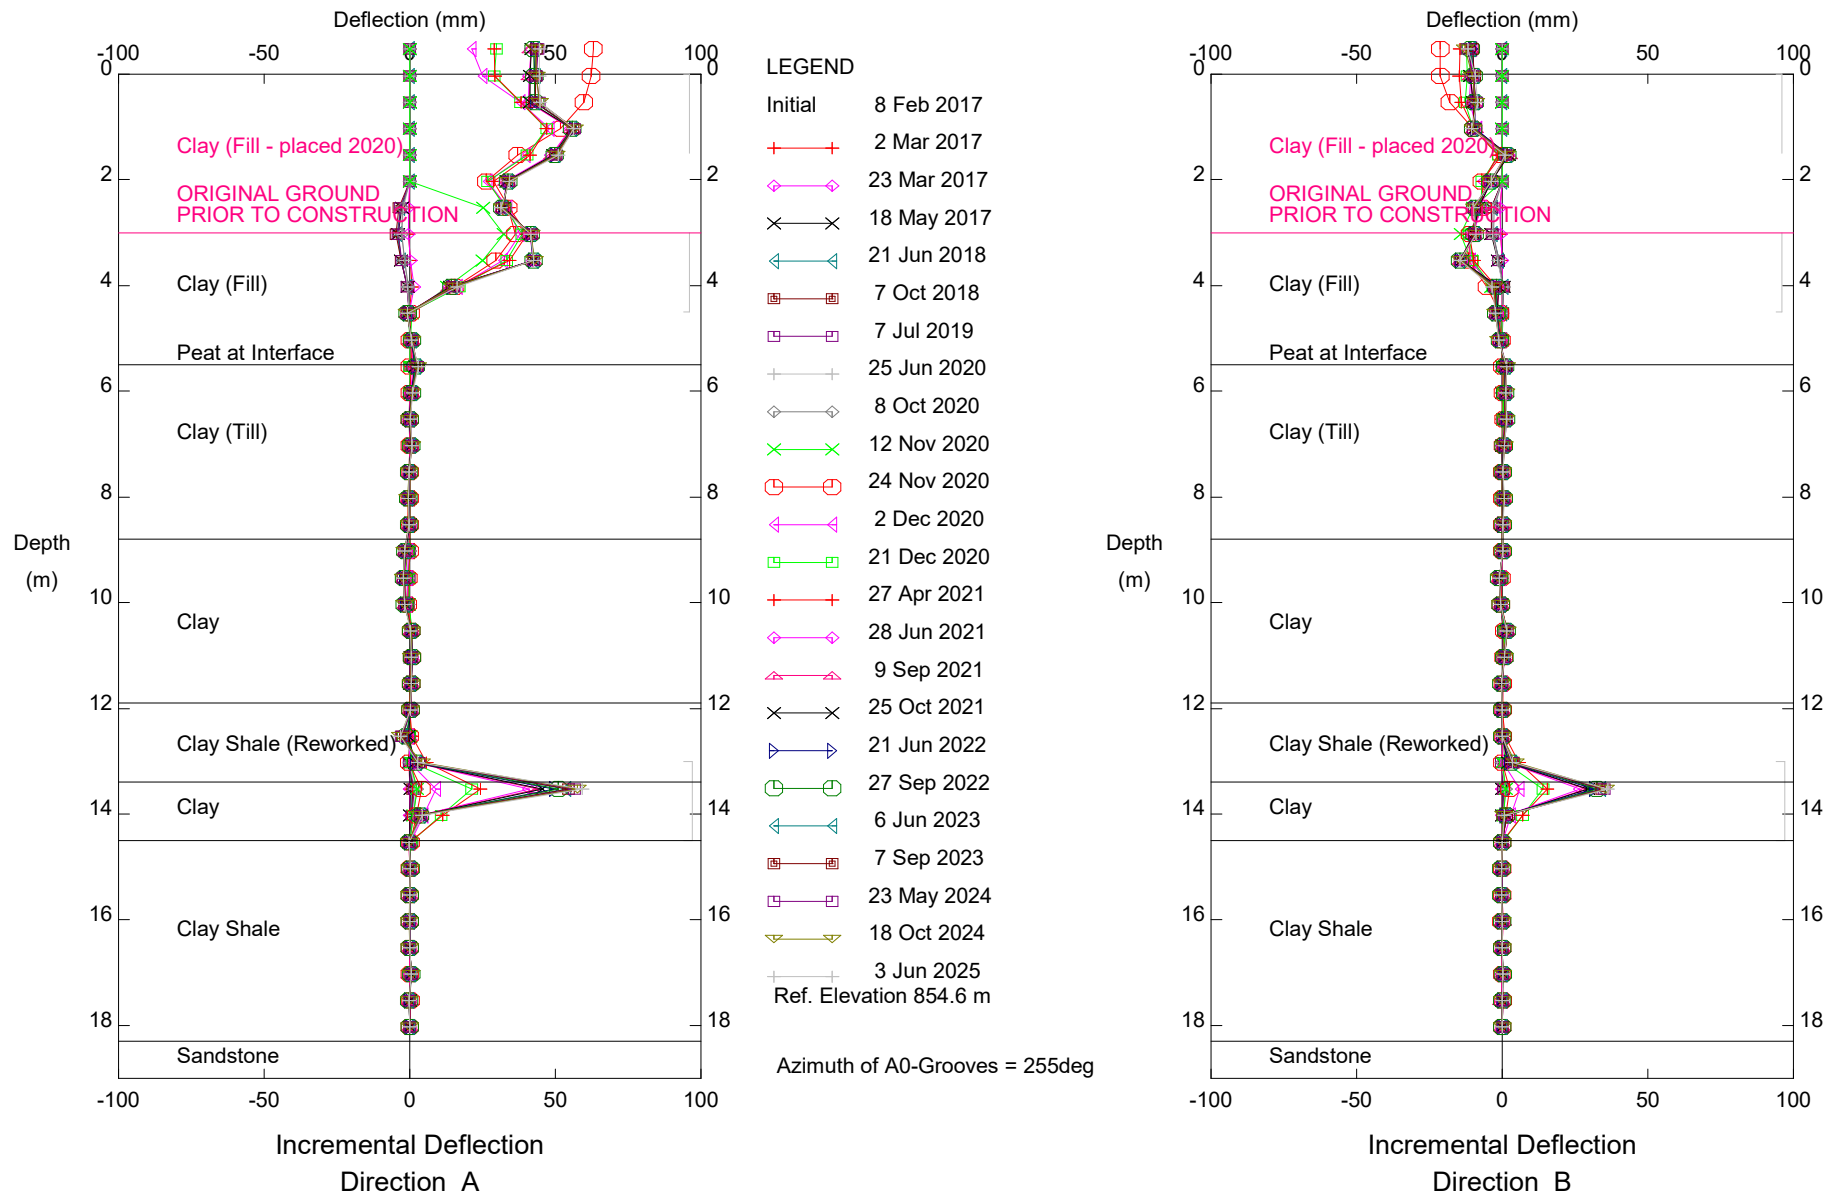 Deflection (mm)
-100 -50 0 50 100
0 0
2 2
4 4
6 6
8 8
10 10
12 12
14 14
16 16
18 18
Depth
(m)
Clay (Fill - placed 2020)
ORIGINAL GROUND
PRIOR TO CONSTRUCTION
Clay (Fill)
Peat at Interface
Clay (Till)
Clay
Clay Shale (Reworked)
Clay
Clay Shale
Sandstone
-100 -50 0 50 100
Incremental Deflection
Direction A
LEGEND
Initial 8 Feb 2017
2 Mar 2017
23 Mar 2017
18 May 2017
21 Jun 2018
7 Oct 2018
7 Jul 2019
25 Jun 2020
8 Oct 2020
12 Nov 2020
24 Nov 2020
2 Dec 2020
21 Dec 2020
27 Apr 2021
28 Jun 2021
9 Sep 2021
25 Oct 2021
21 Jun 2022
27 Sep 2022
6 Jun 2023
7 Sep 2023
23 May 2024
18 Oct 2024
3 Jun 2025
Ref. Elevation 854.6 m
Azimuth of A0-Grooves = 255deg
Deflection (mm)
-100 -50 0 50 100
0 0
2 2
4 4
6 6
8 8
10 10
12 12
14 14
16 16
18 18
Depth
(m)
Clay (Fill - placed 2020)
ORIGINAL GROUND
PRIOR TO CONSTRUCTION
Clay (Fill)
Peat at Interface
Clay (Till)
Clay
Clay Shale (Reworked)
Clay
Clay Shale
Sandstone
-100 -50 0 50 100
Incremental Deflection
Direction B